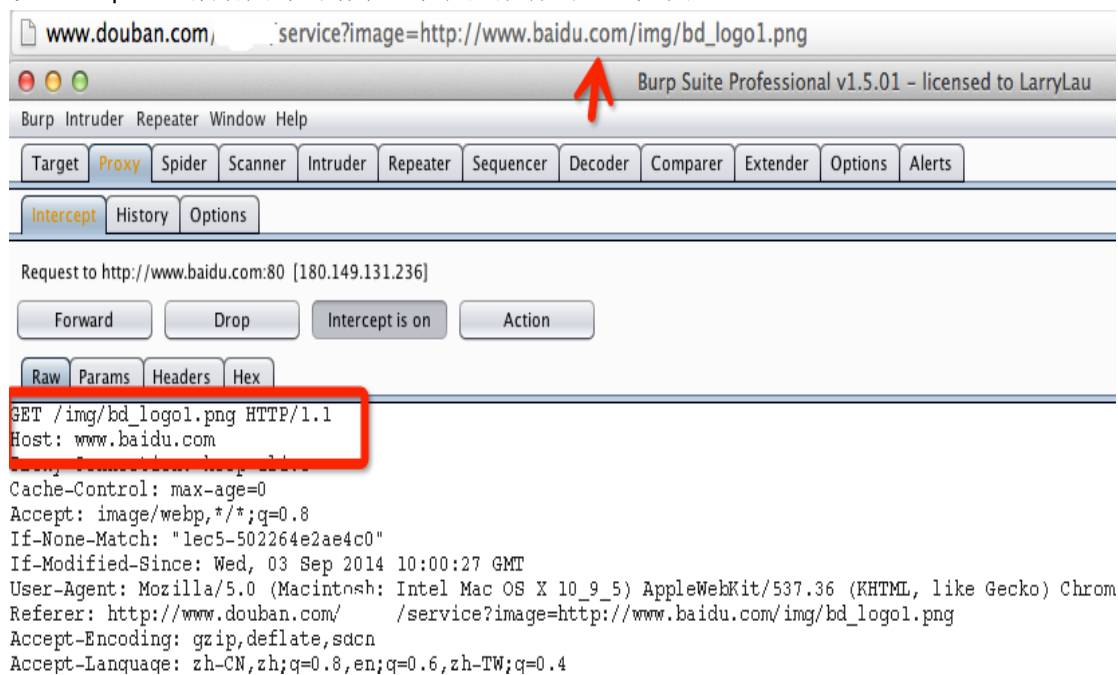 www.douban.com/ service?image=http://www.baidu.com/img/bd_logo1.png
Burp Suite Professional v1.5.01 – licensed to LarryLau
Burp Intruder Repeater Window Help
Target Proxy Spider Scanner Intruder Repeater Sequencer Decoder Comparer Extender Options Alerts
Intercept History Options
Request to http://www.baidu.com:80 [180.149.131.236]
Forward Drop Intercept is on Action
Raw Params Headers Hex
GET /img/bd_logo1.png HTTP/1.1
Host: www.baidu.com
Cache-Control: max-age=0
Accept: image/webp,*/*;q=0.8
If-None-Match: "1ec5-502264e2ae4c0"
If-Modified-Since: Wed, 03 Sep 2014 10:00:27 GMT
User-Agent: Mozilla/5.0 (Macintosh: Intel Mac OS X 10_9_5) AppleWebKit/537.36 (KHTML, like Gecko) Chrom
Referer: http://www.douban.com/ /service?image=http://www.baidu.com/img/bd_logo1.png
Accept-Encoding: gzip,deflate,sdch
Accept-Language: zh-CN,zh;q=0.8,en;q=0.6,zh-TW;q=0.4